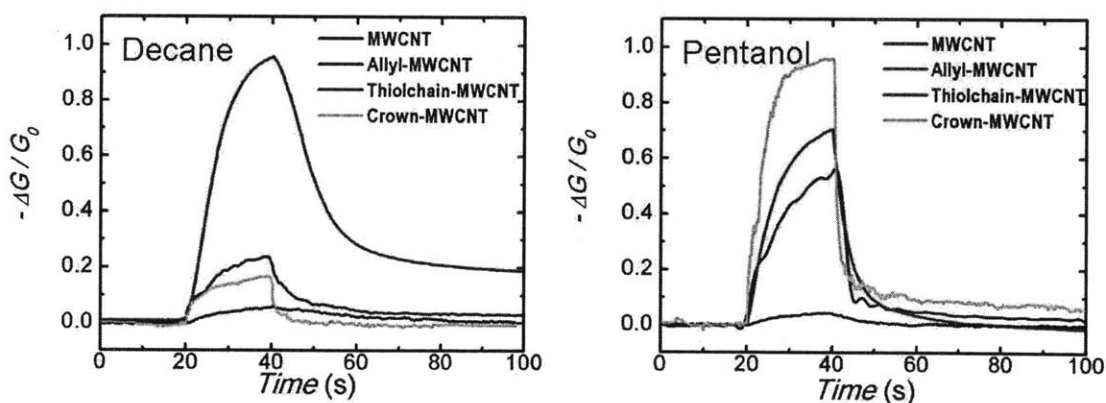 Decane
MWCNT
Allyl-MWCNT
Thiolchain-MWCNT
Crown-MWCNT
- ΔG / G0
1.0
0.8
0.6
0.4
0.2
0.0
0 20 40 60 80 100
Time (s)
Pentanol
MWCNT
Allyl-MWCNT
Thiolchain-MWCNT
Crown-MWCNT
- ΔG / G0
1.0
0.8
0.6
0.4
0.2
0.0
0 20 40 60 80 100
Time (s)